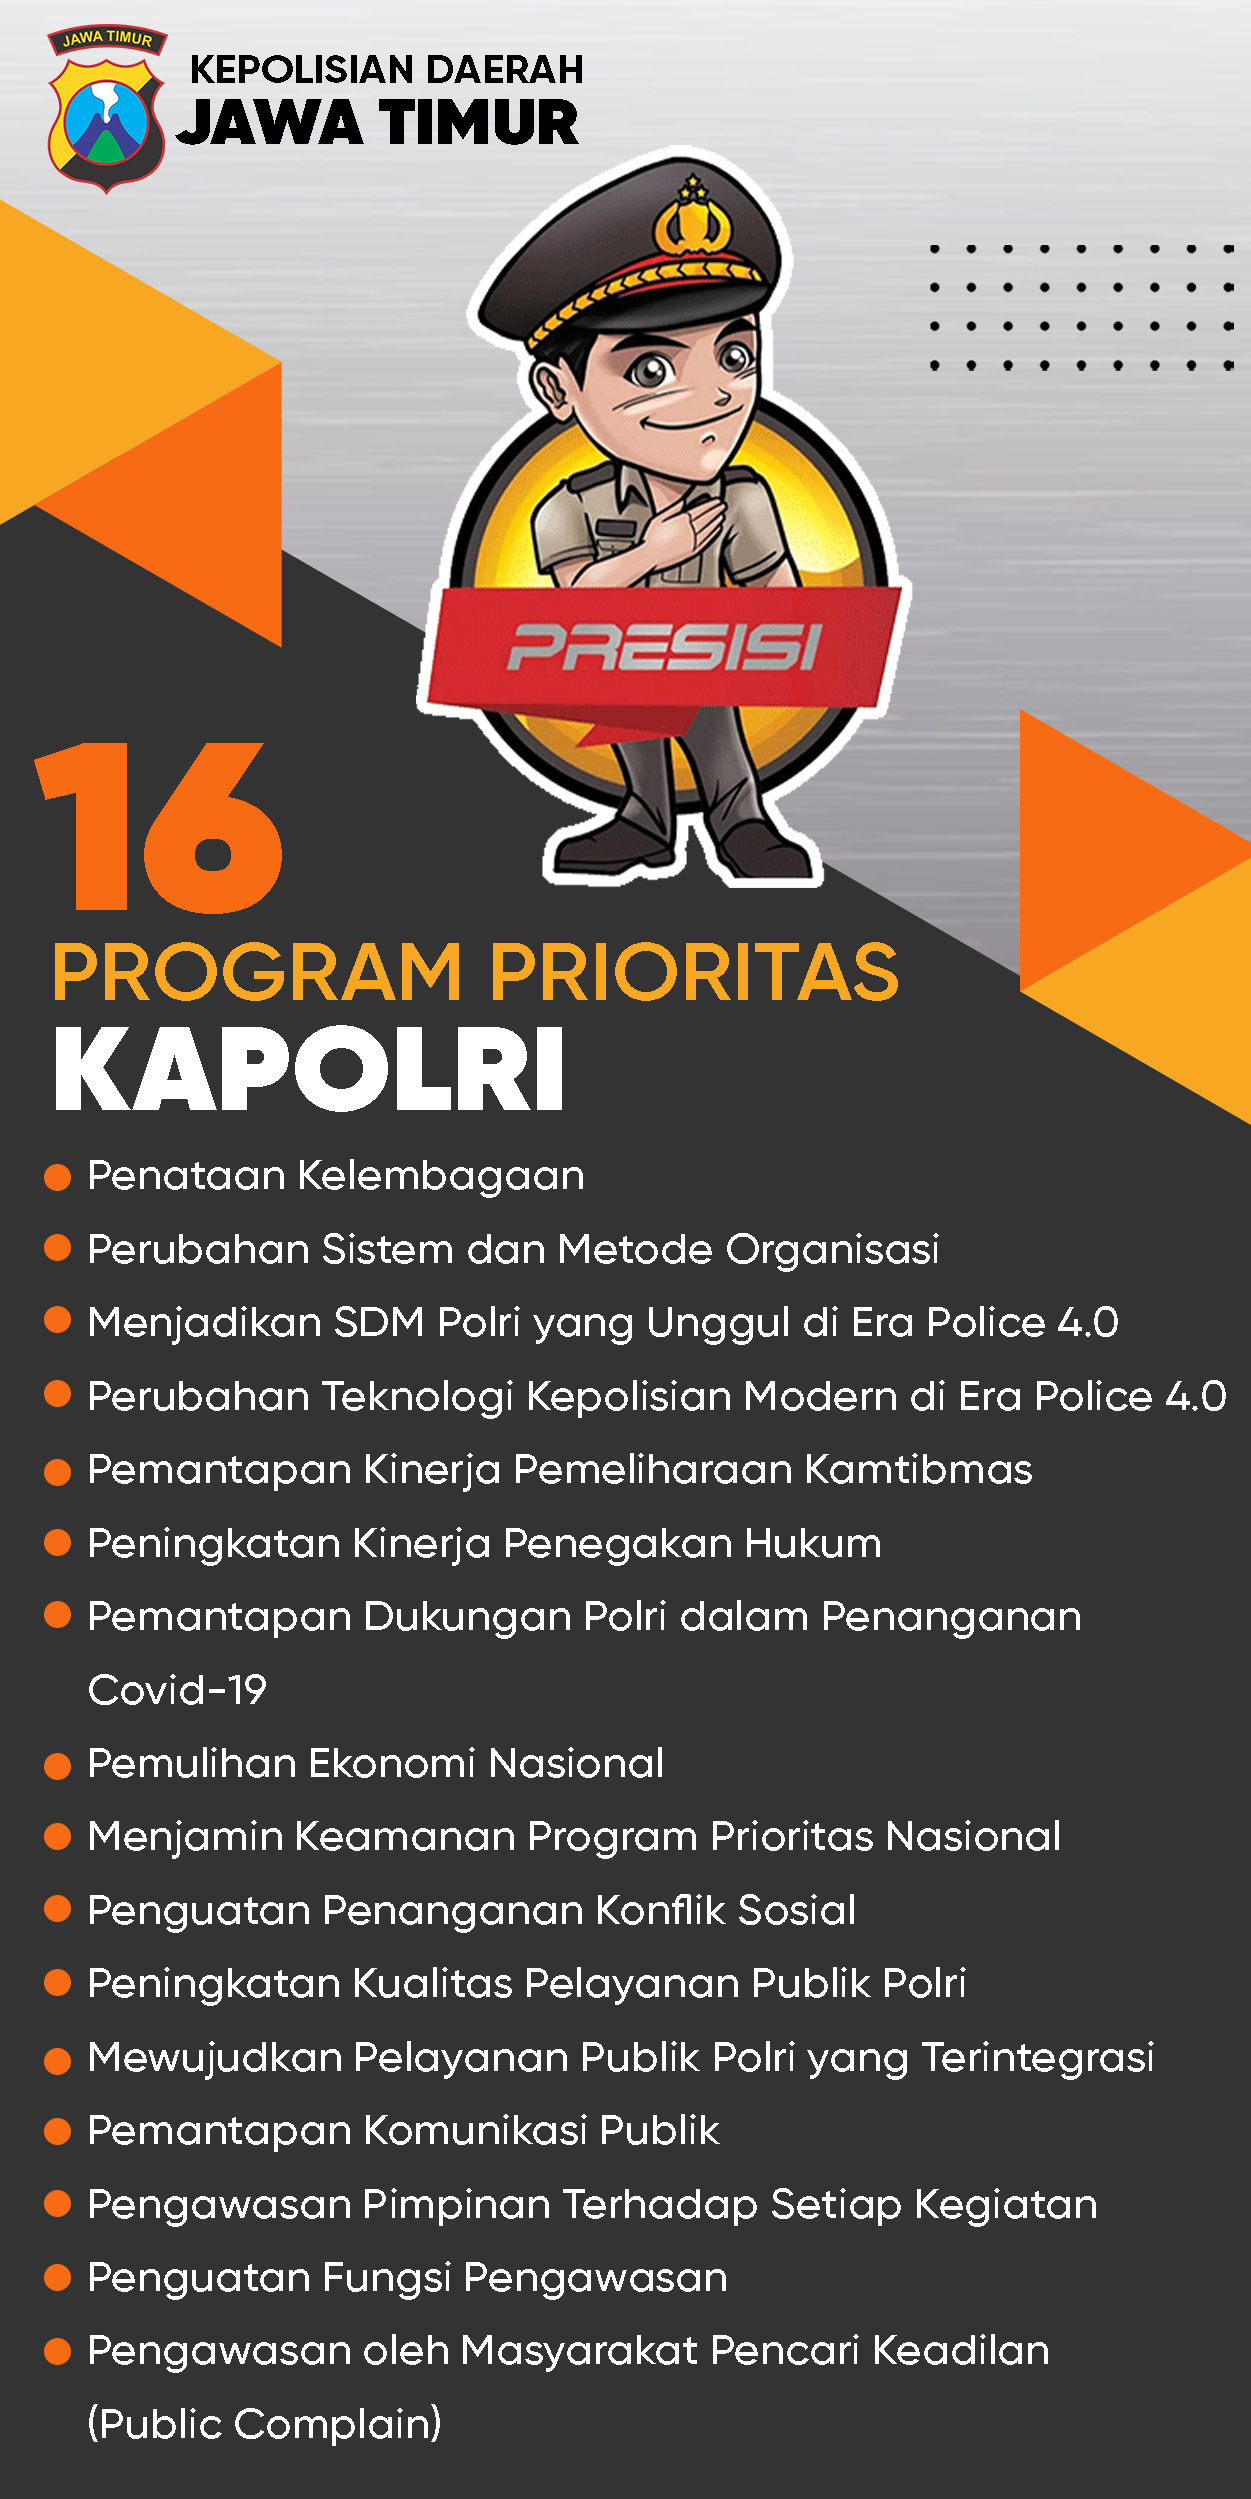 JAWA TIMUR
KEPOLISIAN DAERAH
JAWA TIMUR
PRESISI
16
PROGRAM PRIORITAS
KAPOLRI
Penataan Kelembagaan
Perubahan Sistem dan Metode Organisasi
Menjadikan SDM Polri yang Unggul di Era Police 4.0
Perubahan Teknologi Kepolisian Modern di Era Police 4.0
Pemantapan Kinerja Pemeliharaan Kamtibmas
Peningkatan Kinerja Penegakan Hukum
Pemantapan Dukungan Polri dalam Penanganan
Covid-19
Pemulihan Ekonomi Nasional
Menjamin Keamanan Program Prioritas Nasional
Penguatan Penanganan Konflik Sosial
Peningkatan Kualitas Pelayanan Publik Polri
Mewujudkan Pelayanan Publik Polri yang Terintegrasi
Pemantapan Komunikasi Publik
Pengawasan Pimpinan Terhadap Setiap Kegiatan
Penguatan Fungsi Pengawasan
Pengawasan oleh Masyarakat Pencari Keadilan
(Public Complain)